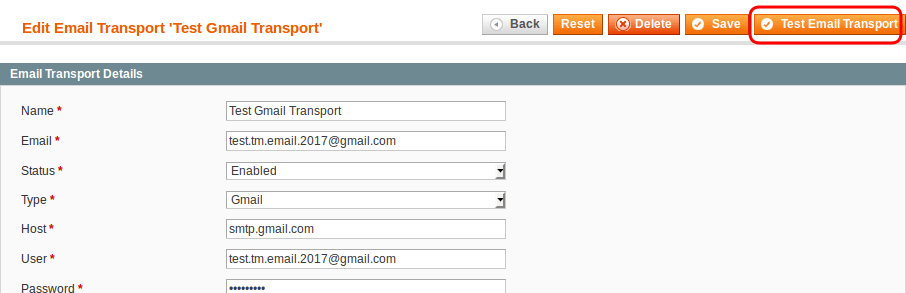 Edit Email Transport 'Test Gmail Transport'
Back Reset Delete Save Test Email Transport
Email Transport Details
Name * Test Gmail Transport
Email * test.tm.email.2017@gmail.com
Status * Enabled
Type * Gmail
Host * smtp.gmail.com
User * test.tm.email.2017@gmail.com
Password * •••••••••